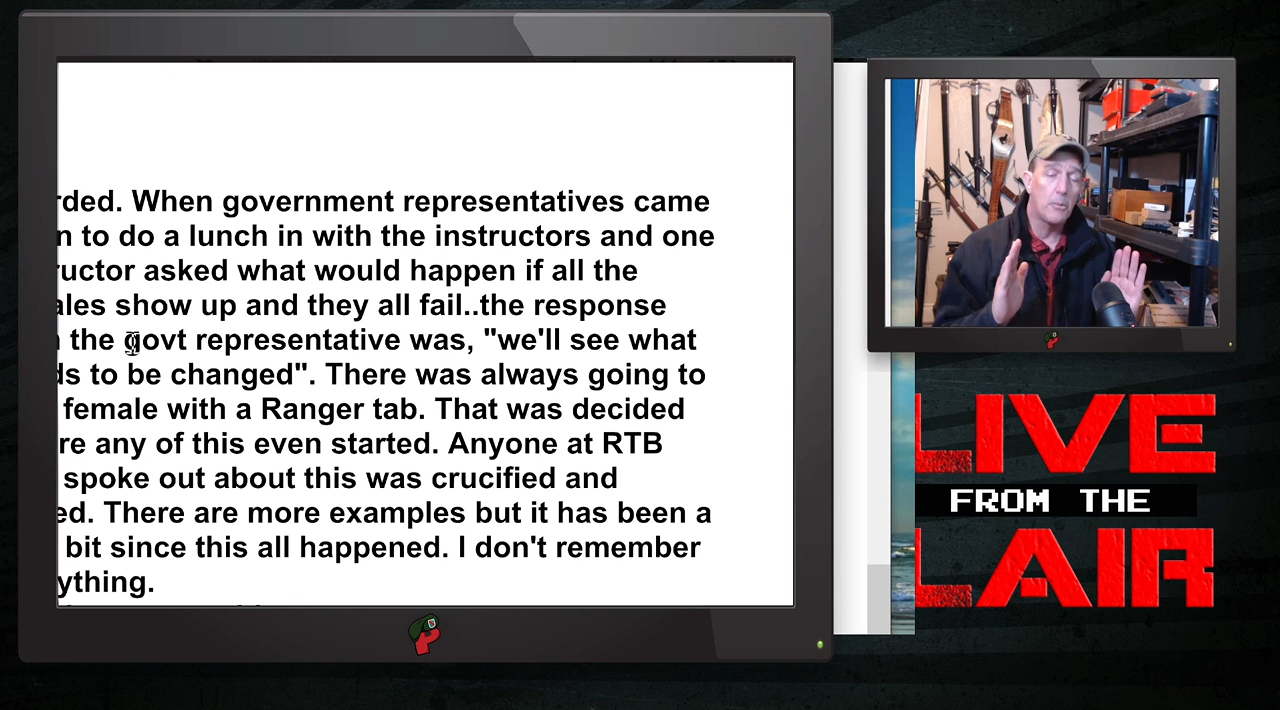 rded. When government representatives came
n to do a lunch in with the instructors and one
ructor asked what would happen if all the
ales show up and they all fail..the response
the govt representative was, "we'll see what
ds to be changed". There was always going to
female with a Ranger tab. That was decided
re any of this even started. Anyone at RTB
spoke out about this was crucified and
ed. There are more examples but it has been a
bit since this all happened. I don't remember
ything.
LIVE
FROM THE
LAIR